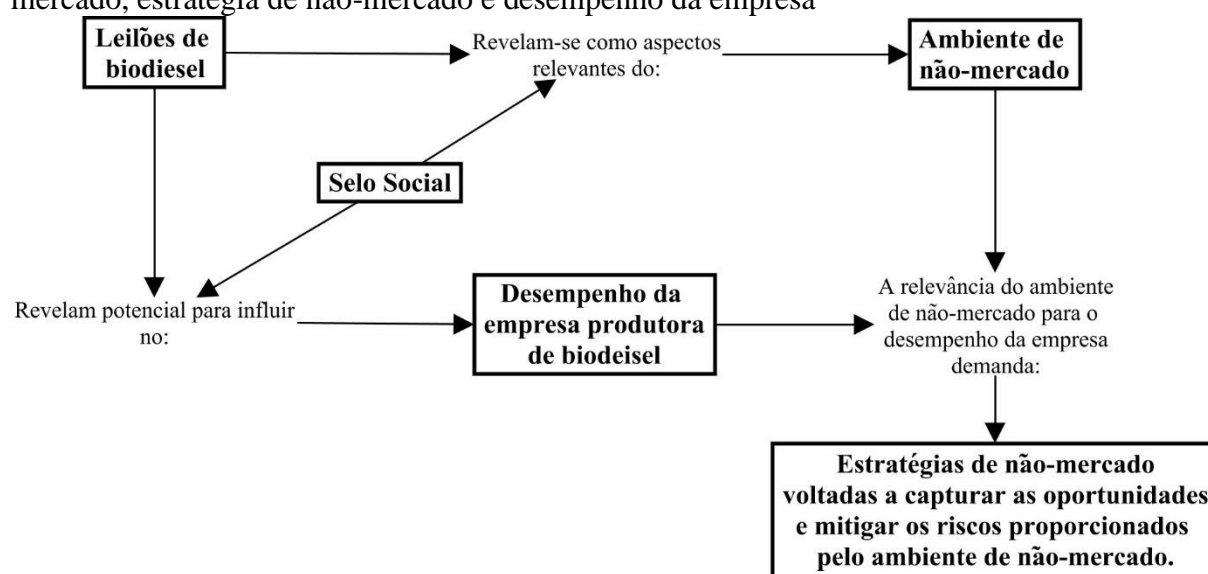 mercado, estratégia de não-mercado e desempenho da empresa
Leilões de
biodiesel
Revelam-se como aspectos
relevantes do:
Ambiente de
não-mercado
Selo Social
Revelam potencial para influir
no:
Desempenho da
empresa produtora
de biodeisel
A relevância do ambiente
de não-mercado para o
desempenho da empresa
demanda:
Estratégias de não-mercado
voltadas a capturar as oportunidades
e mitigar os riscos proporcionados
pelo ambiente de não-mercado.